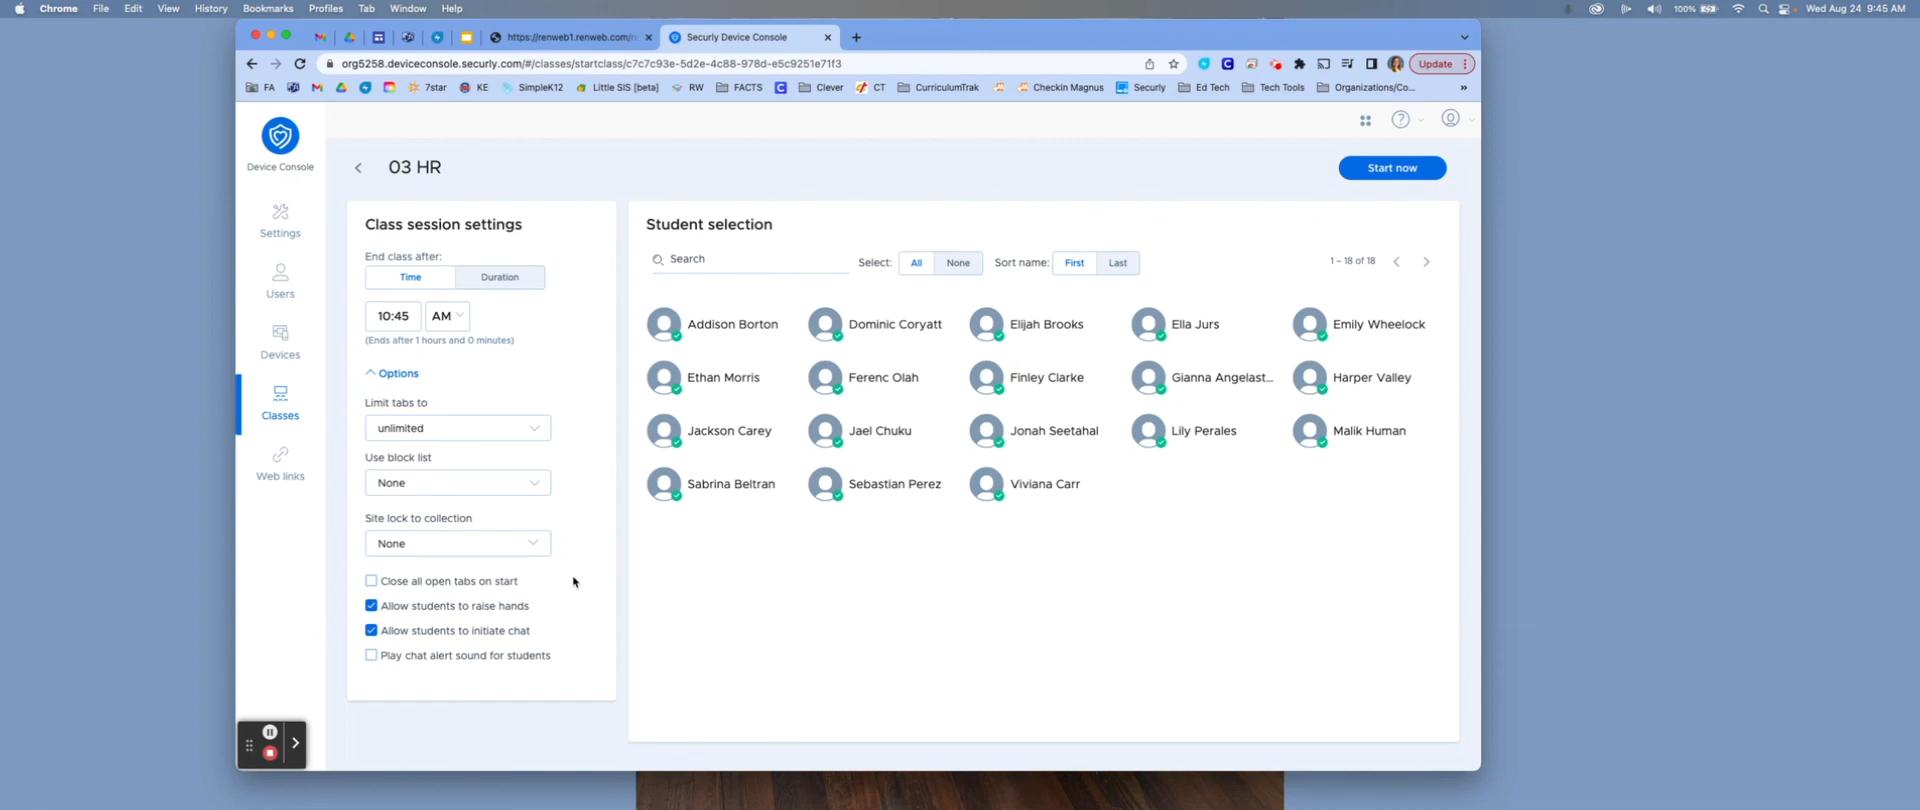 Chrome File Edit View History Bookmarks Profiles Tab Window Help 100% Wed Aug 24 9:45 AM
https://renweb1.renweb.com/ Securly Device Console
org5258.deviceconsole.securly.com/#/classes/startclass/c7c7c93e-5d2e-4c88-978d-e5c9251e71f3 Update
FA 7star KE SimpleK12 Little SIS [beta] RW FACTS Clever CT CurriculumTrak CheckIn Magnus Securly Ed Tech Tech Tools Organizations/Co... »
Device Console
Settings
Users
Devices
Classes
Web links
03 HR
Start now
Class session settings
End class after:
Time Duration
10:45 AM
(Ends after 1 hours and 0 minutes)
Options
Limit tabs to
unlimited
Use block list
None
Site lock to collection
None
Close all open tabs on start
Allow students to raise hands
Allow students to initiate chat
Play chat alert sound for students
Student selection
Search Select: All None Sort name: First Last 1 – 18 of 18
Addison Borton Dominic Coryatt Elijah Brooks Ella Jurs Emily Wheelock
Ethan Morris Ferenc Olah Finley Clarke Gianna Angelast... Harper Valley
Jackson Carey Jael Chuku Jonah Seetahal Lily Perales Malik Human
Sabrina Beltran Sebastian Perez Viviana Carr